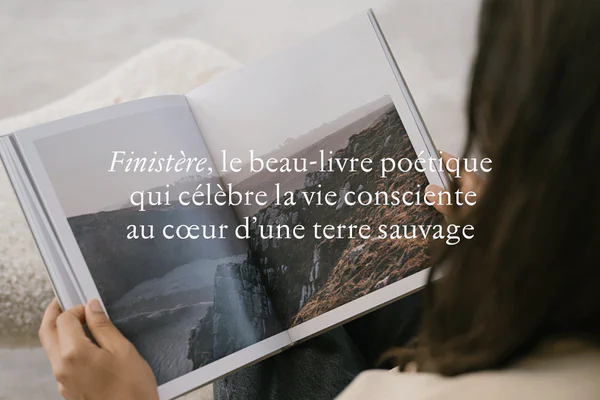 Finistère, le beau-livre poétique
qui célèbre la vie consciente
au cœur d’une terre sauvage